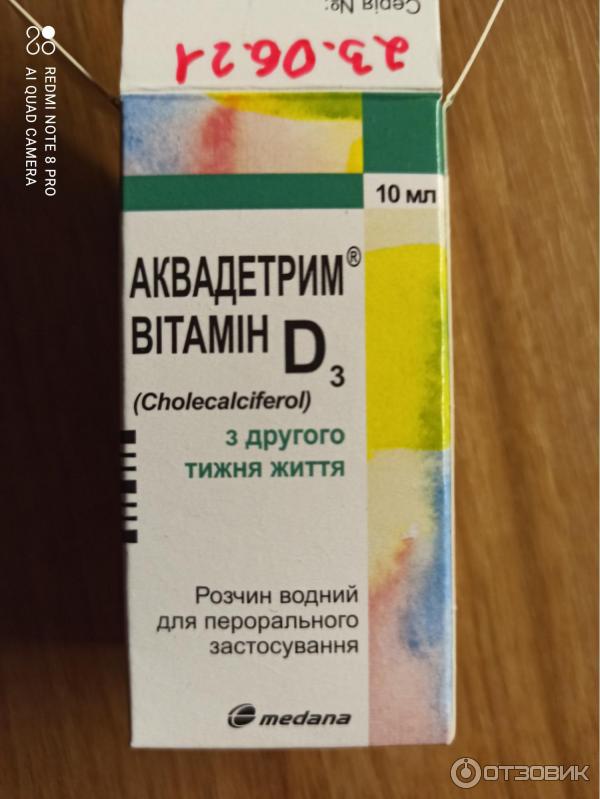 Серія №:
23.06.21
10 мл
АКВАДЕТРИМ®
ВІТАМІН D3
(Cholecalciferol)
з другого
тижня життя
Розчин водний
для перорального
застосування
medana
REDMI NOTE 8 PRO
AI QUAD CAMERA
ОТЗОВИК